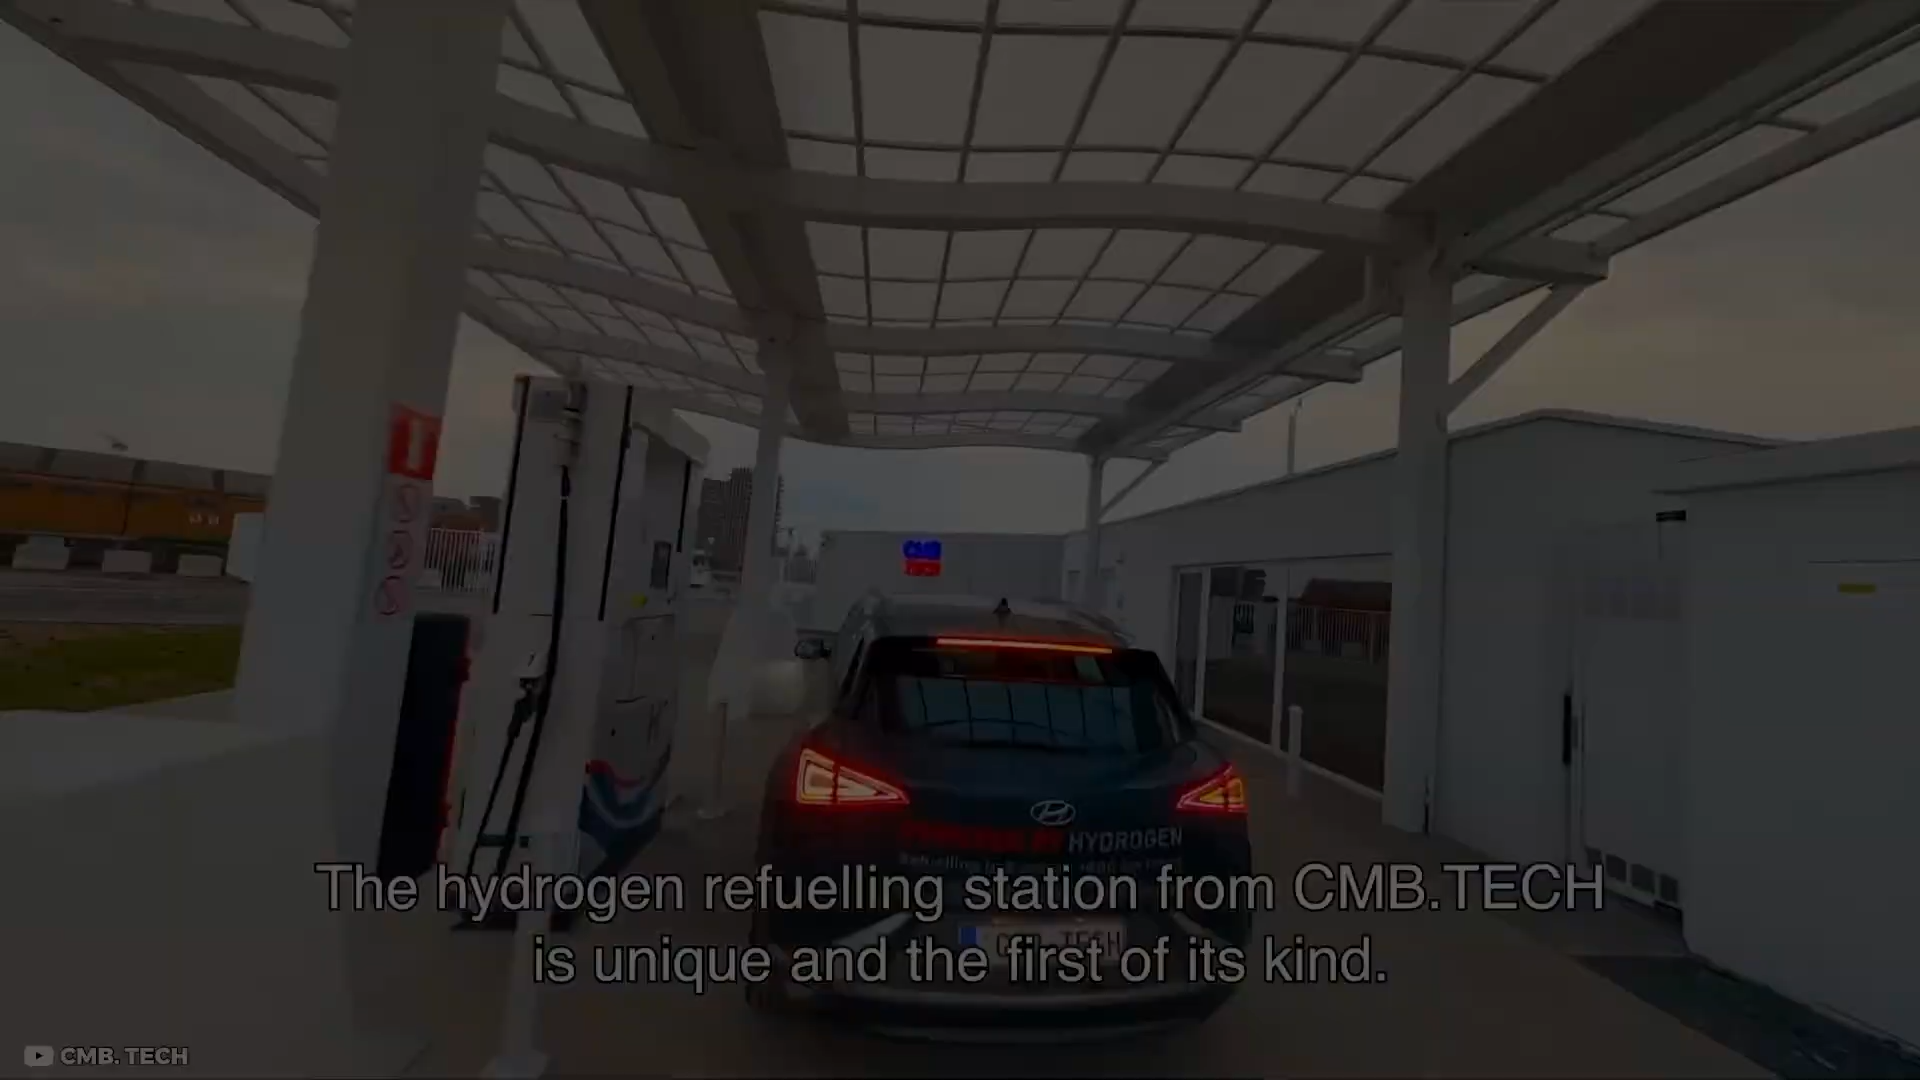 CMB
HYDROGEN
The hydrogen refuelling station from CMB.TECH
is unique and the first of its kind.
CMB.TECH
CMB. TECH